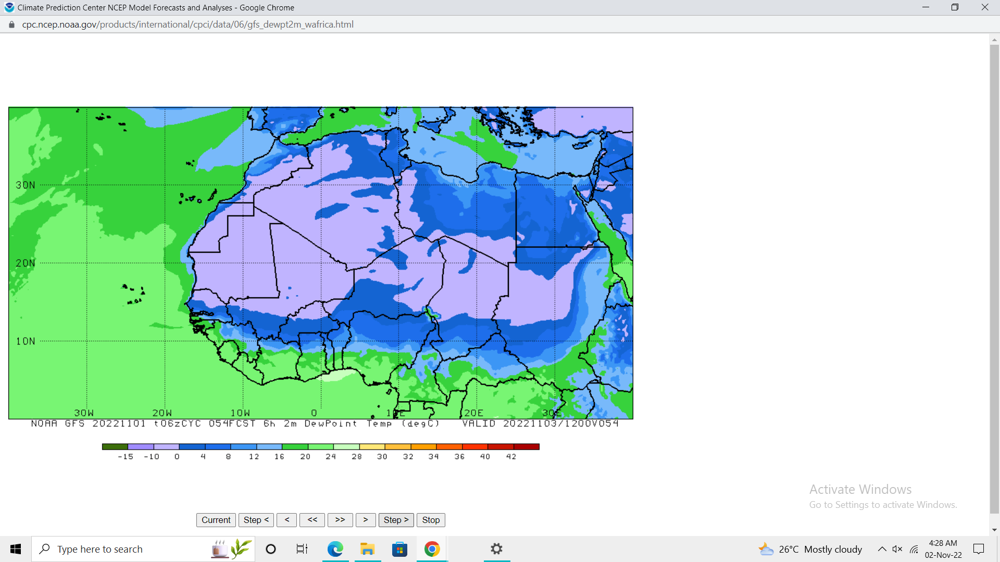 Climate Prediction Center NCEP Model Forecasts and Analyses - Google Chrome
cpc.ncep.noaa.gov/products/international/cpci/data/06/gfs_dewpt2m_wafrica.html
30N
20N
10N
30W 20W 10W 0 10E 20E 30E
NOAA GFS 20221101 t06zCYC 054FCST 6h 2m DewPoint Temp (degC) VALID 20221103/1200V054
-15 -10 0 4 8 12 16 20 24 28 30 32 34 36 40 42
Activate Windows
Go to Settings to activate Windows.
Current Step < < << >> > Step > Stop
Type here to search
26°C Mostly cloudy
4:28 AM
02-Nov-22